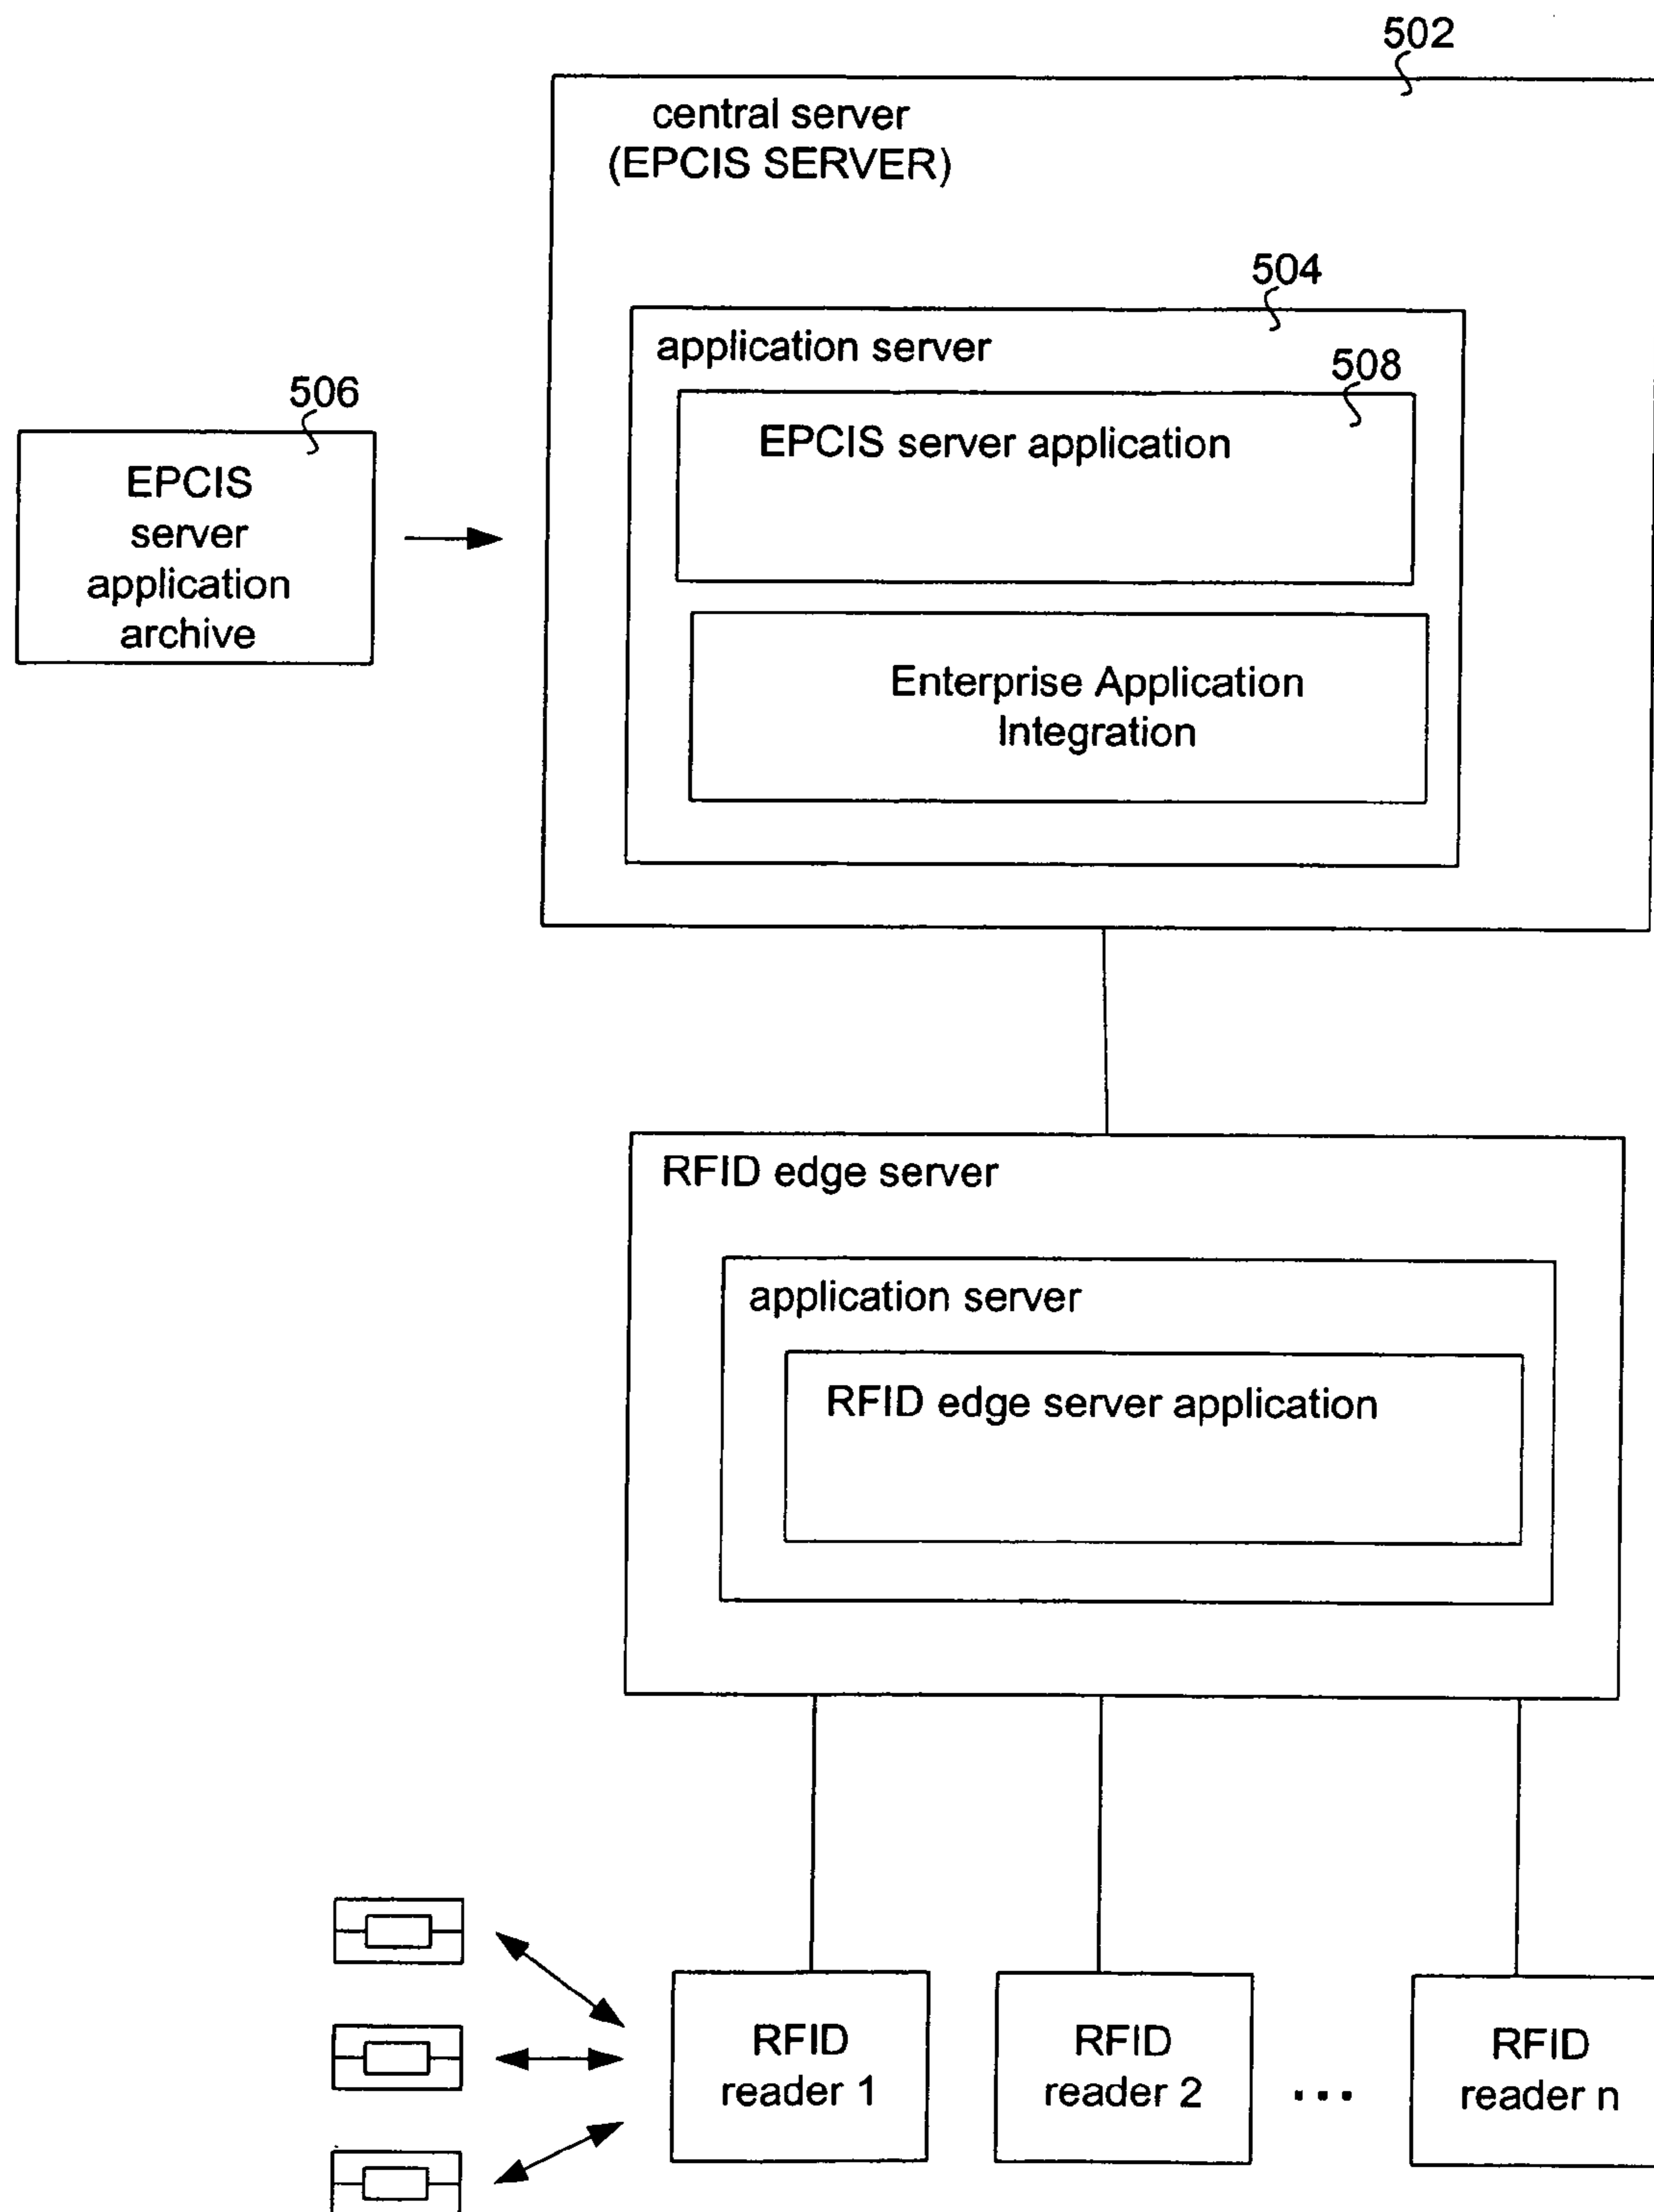 502
central server
(EPCIS SERVER)
504
application server
508
EPCIS server application
506
EPCIS
server
application
archive
Enterprise Application
Integration
RFID edge server
application server
RFID edge server application
RFID
reader 1
RFID
reader 2
...
RFID
reader n